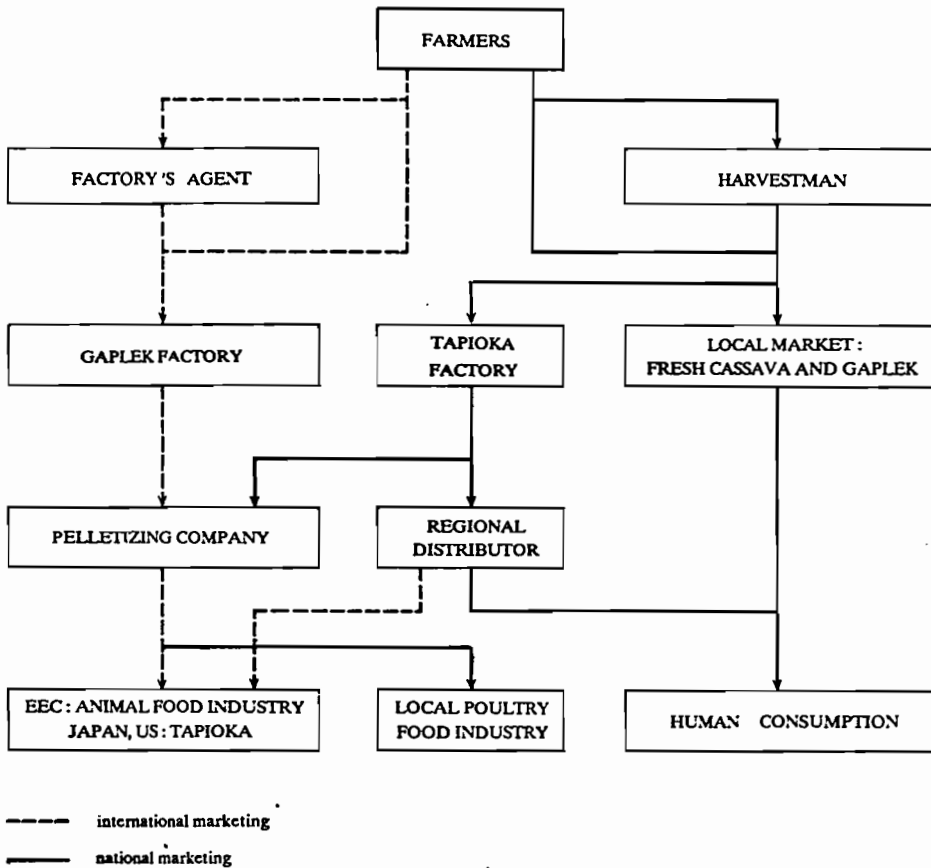 FARMERS
FACTORY'S AGENT
HARVESTMAN
GAPLEK FACTORY
TAPIOKA
FACTORY
LOCAL MARKET :
FRESH CASSAVA AND GAPLEK
PELLETIZING COMPANY
REGIONAL
DISTRIBUTOR
EEC : ANIMAL FOOD INDUSTRY
JAPAN, US : TAPIOKA
LOCAL POULTRY
FOOD INDUSTRY
HUMAN CONSUMPTION
international marketing
national marketing